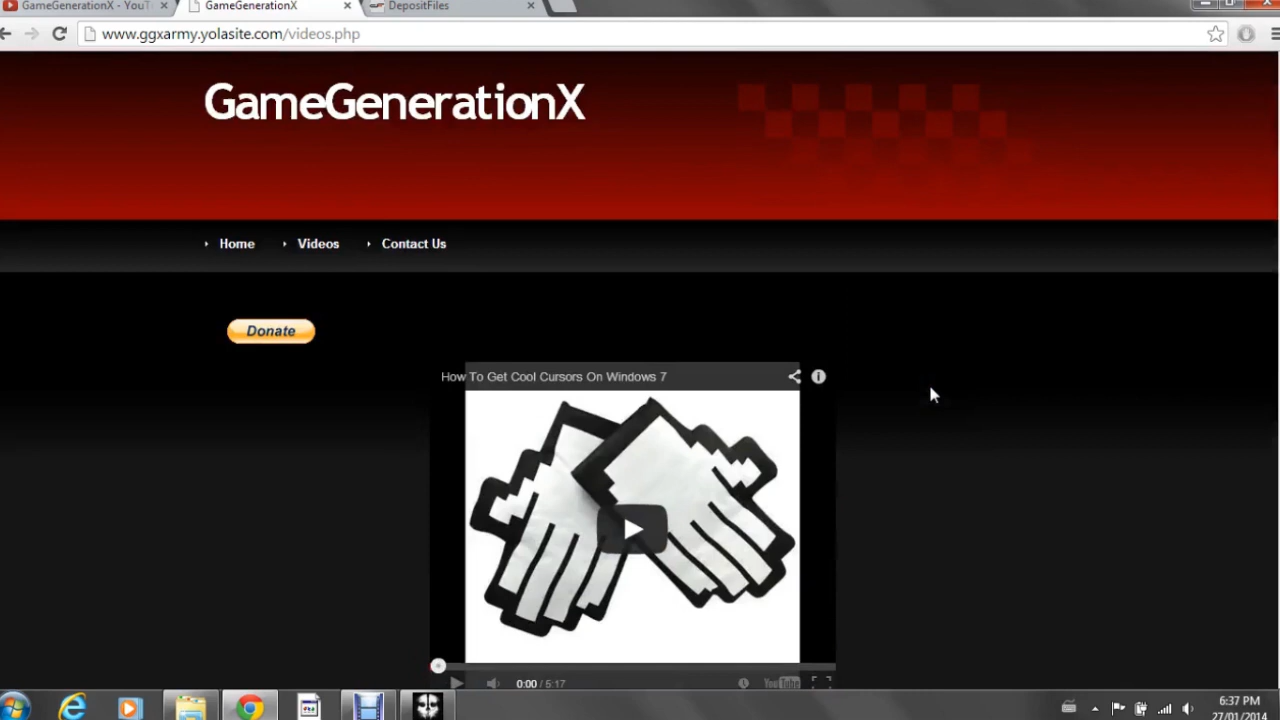 GameGenerationX - YouT
GameGenerationX
DepositFiles
www.ggxarmy.yolasite.com/videos.php
GameGenerationX
Home
Videos
Contact Us
Donate
How To Get Cool Cursors On Windows 7
0:00 / 5:17
YouTube
6:37 PM
27/01/2014